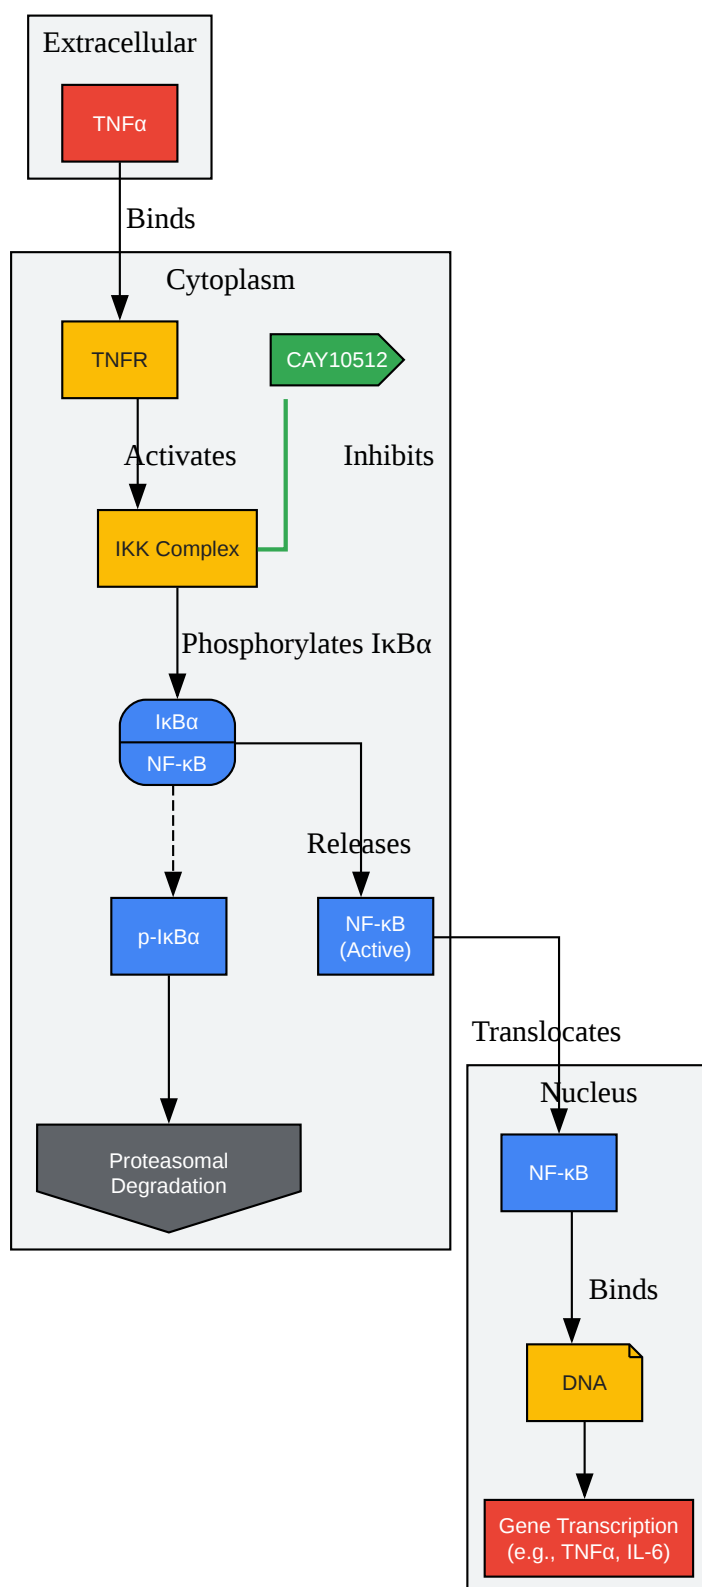 Extracellular
TNFα
Binds
Cytoplasm
TNFR
CAY10512
Activates
Inhibits
IKK Complex
Phosphorylates IκBα
IκBα
NF-κB
Releases
p-IκBα
NF-κB
(Active)
Translocates
Nucleus
Proteasomal
Degradation
NF-κB
Binds
DNA
Gene Transcription
(e.g., TNFα, IL-6)